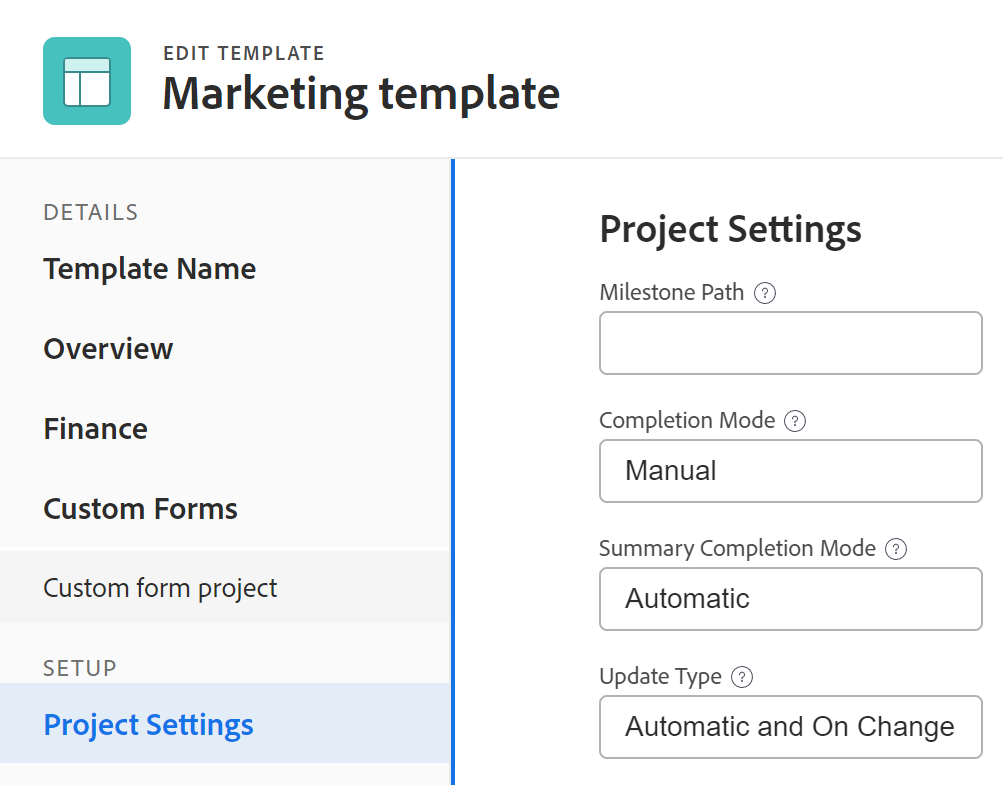 EDIT TEMPLATE
Marketing template
DETAILS
Template Name
Overview
Finance
Custom Forms
Custom form project
SETUP
Project Settings
Project Settings
Milestone Path ?
Completion Mode ?
Manual
Summary Completion Mode ?
Automatic
Update Type ?
Automatic and On Change